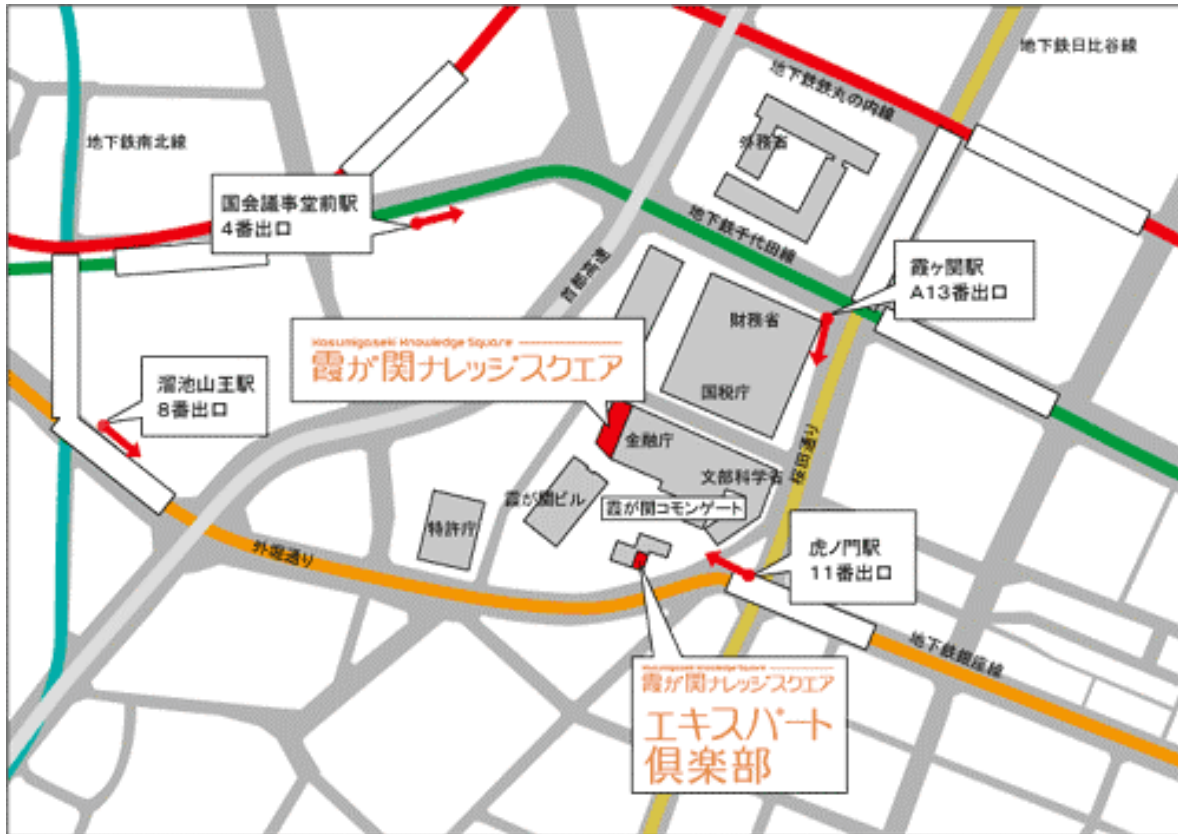 地下鉄日比谷線
地下鉄鉄丸の内線
地下鉄南北線
外務省
国会議事堂前駅
4番出口
地下鉄千代田線
首都高速
霞ヶ関駅
A13番出口
財務省
Kasumigaseki Knowledge Square
霞が関ナレッジスクエア
国税庁
溜池山王駅
8番出口
金融庁
桜田通り
文部科学省
霞が関ビル
霞が関コモンゲート
特許庁
外堀通り
虎ノ門駅
11番出口
地下鉄銀座線
Kasumigaseki Knowledge Square
霞が関ナレッジスクエア
エキスパート
倶楽部